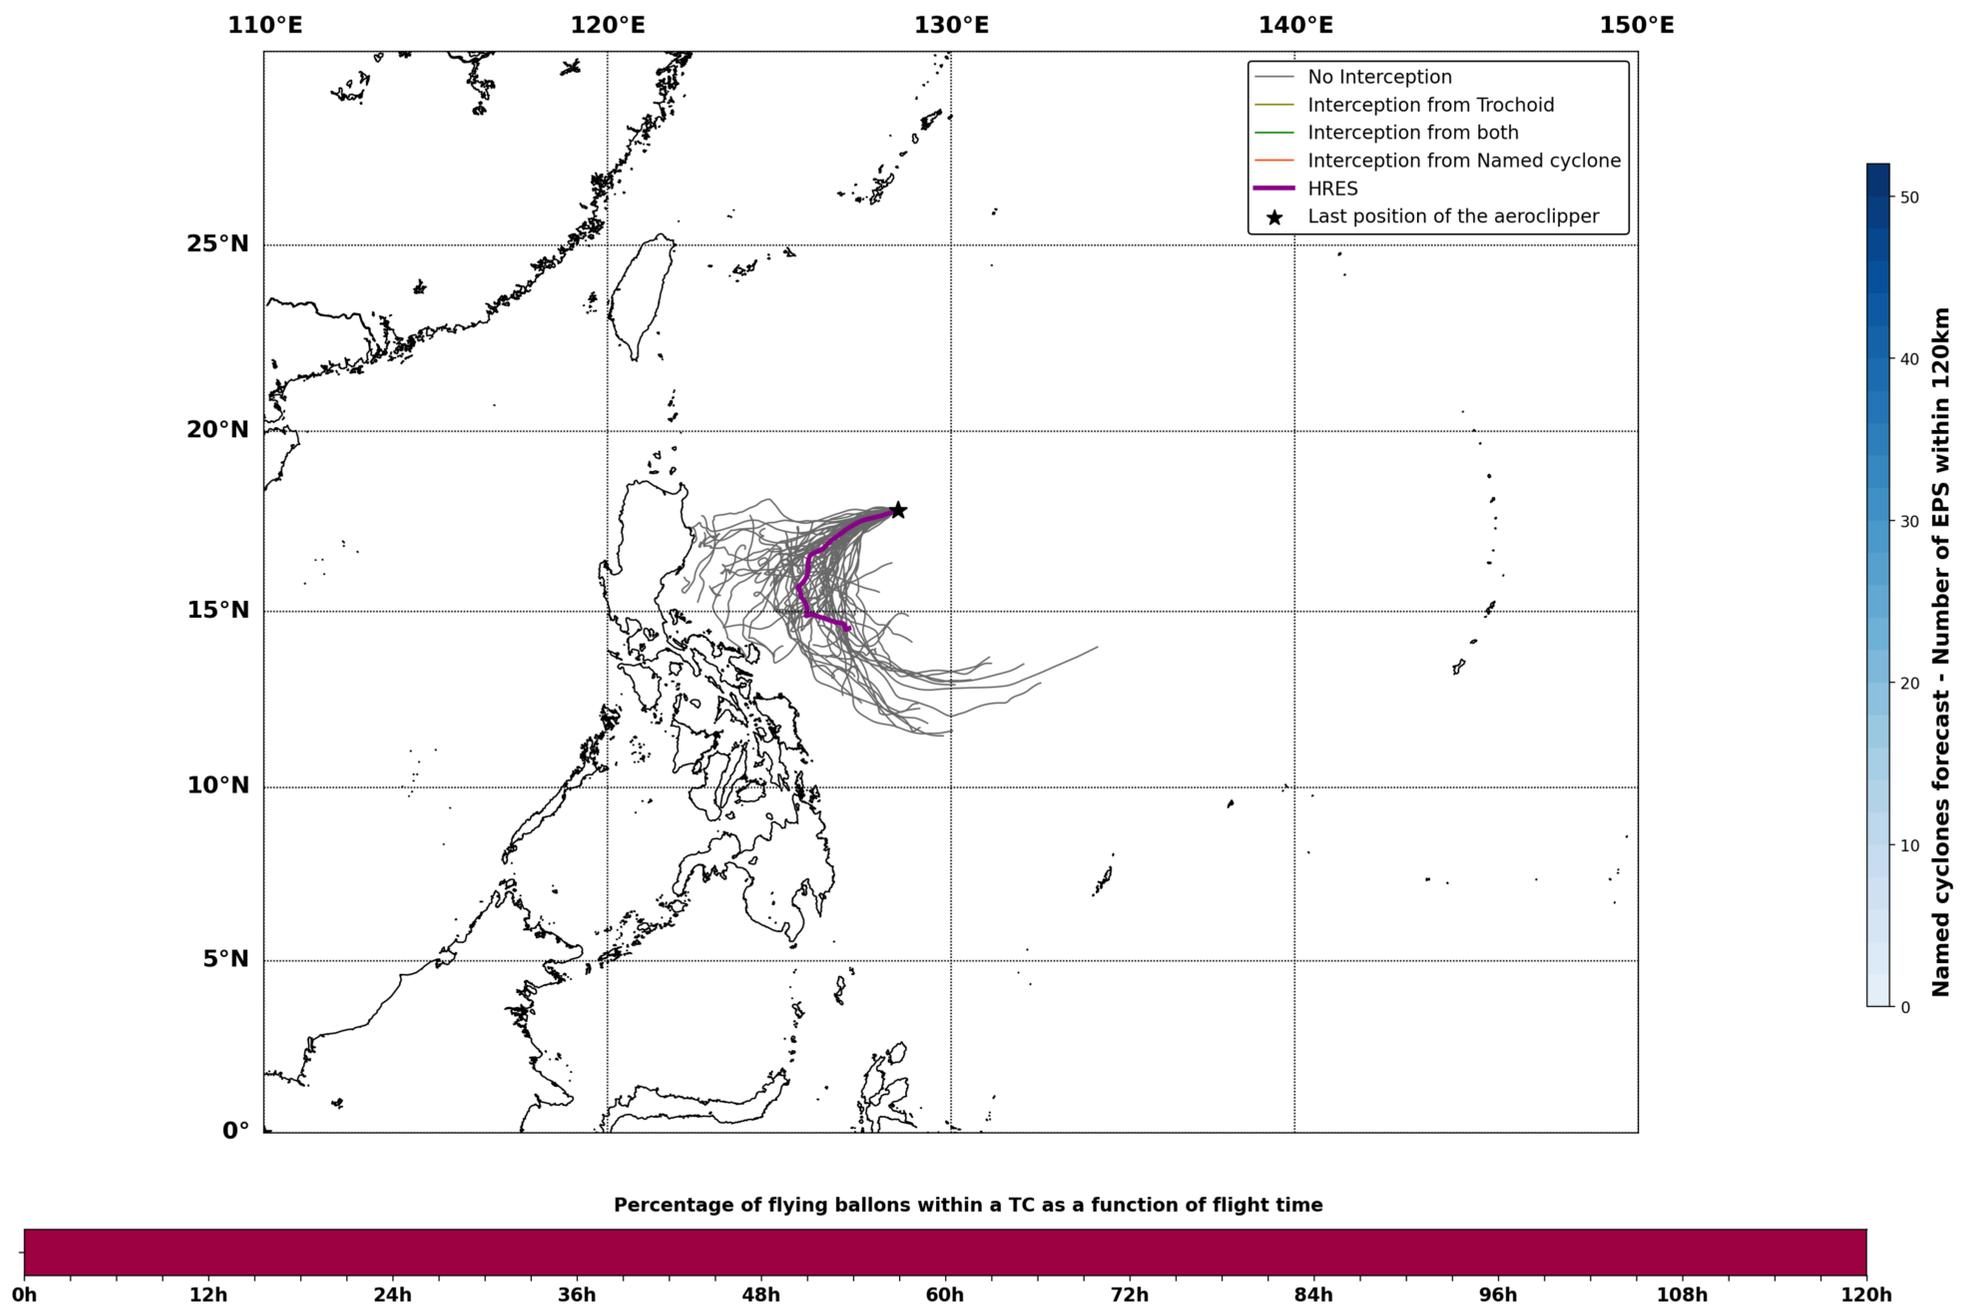 110°E 120°E 130°E 140°E 150°E
No Interception
Interception from Trochoid
Interception from both
Interception from Named cyclone
HRES
Last position of the aeroclipper
25°N
20°N
15°N
10°N
5°N
0°
50
40
30
20
10
0
Named cyclones forecast - Number of EPS within 120km
Percentage of flying ballons within a TC as a function of flight time
0h 12h 24h 36h 48h 60h 72h 84h 96h 108h 120h